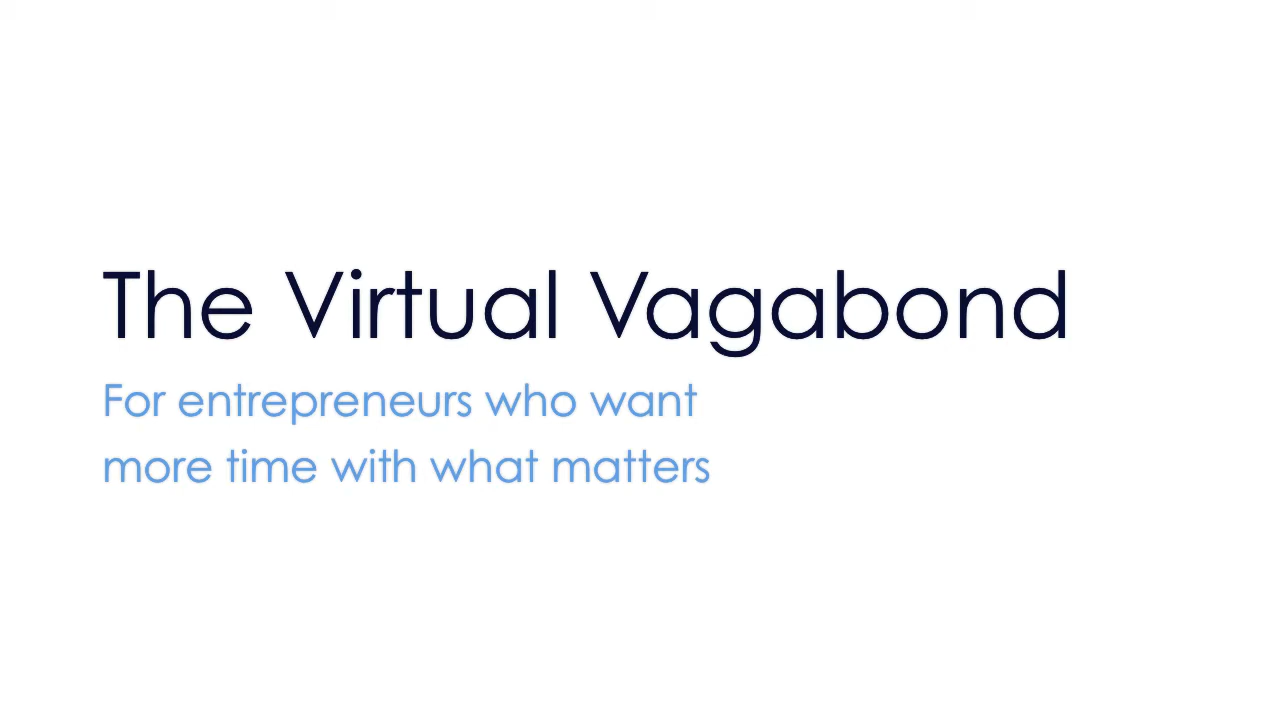 The Virtual Vagabond
For entrepreneurs who want
more time with what matters